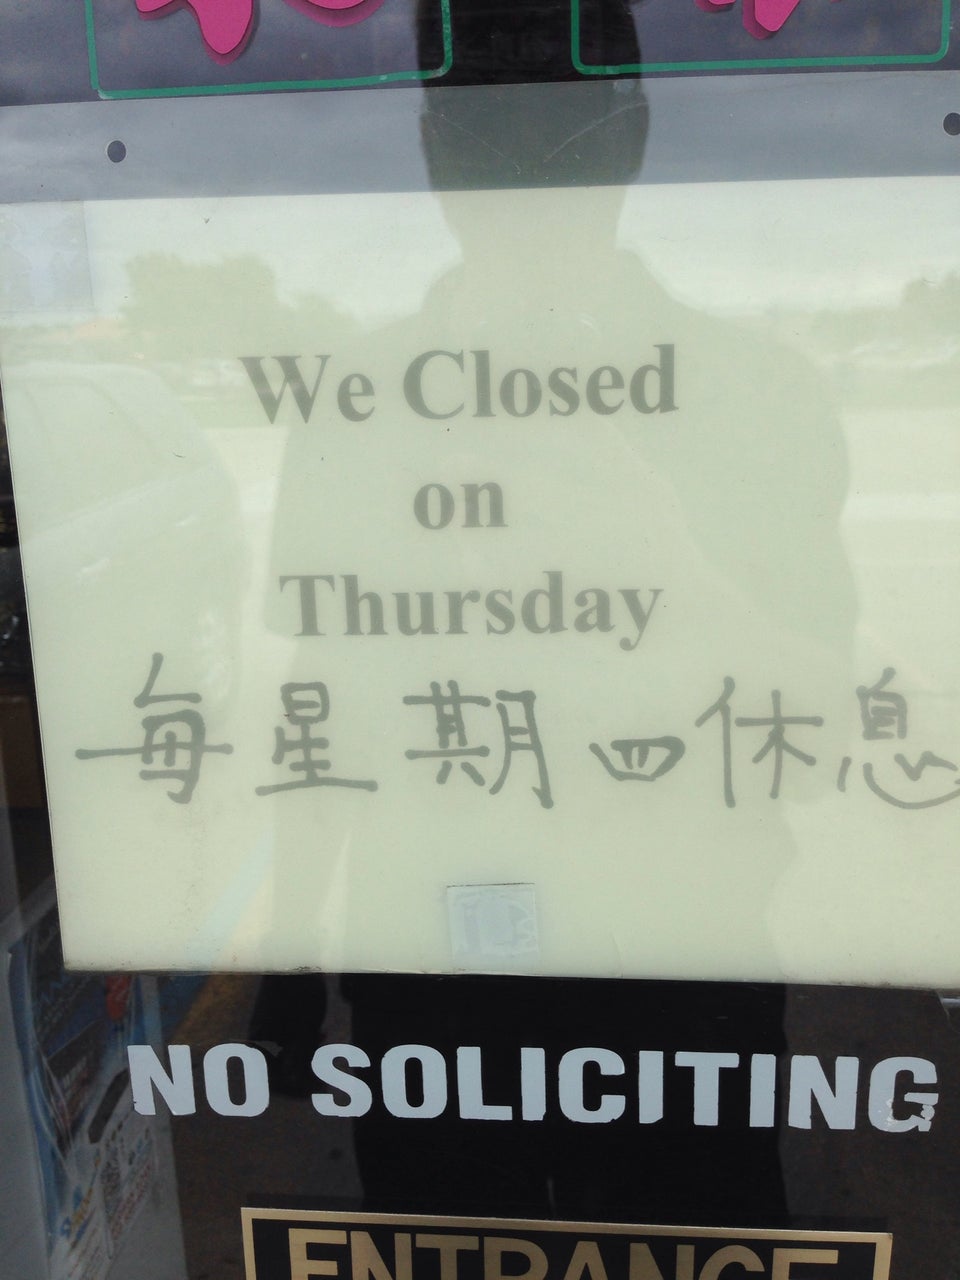 We Closed
on
Thursday
每星期四休息
NO SOLICITING
ENTRANCE